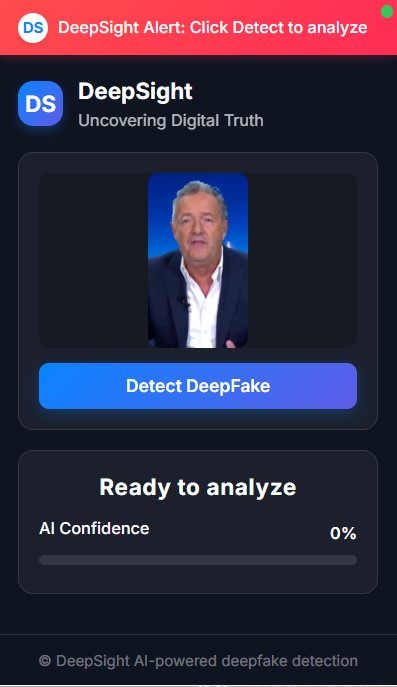 DS DeepSight Alert: Click Detect to analyze
DS
DeepSight
Uncovering Digital Truth
Detect DeepFake
Ready to analyze
AI Confidence 0%
© DeepSight AI-powered deepfake detection